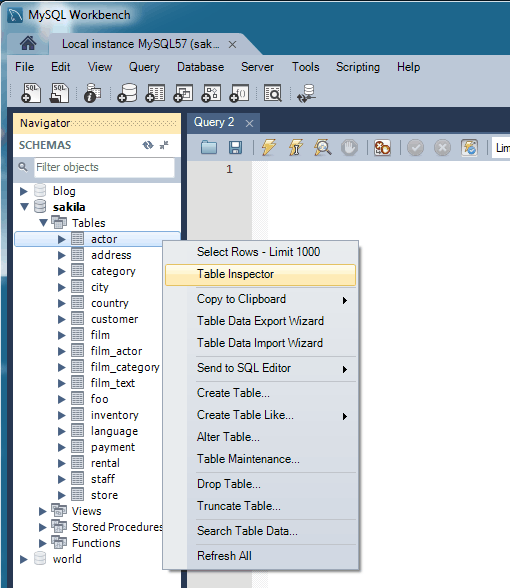 MySQL Workbench
Local instance MySQL57 (sak...
File Edit View Query Database Server Tools Scripting Help
SQL SQL
Navigator
Query 2
SCHEMAS
Lim
Filter objects
1
blog
sakila
Tables
actor
address
category
city
country
customer
film
film_actor
film_category
film_text
foo
inventory
language
payment
rental
staff
store
Views
Stored Procedures
Functions
world
Select Rows - Limit 1000
Table Inspector
Copy to Clipboard
Table Data Export Wizard
Table Data Import Wizard
Send to SQL Editor
Create Table...
Create Table Like...
Alter Table...
Table Maintenance...
Drop Table...
Truncate Table...
Search Table Data...
Refresh All